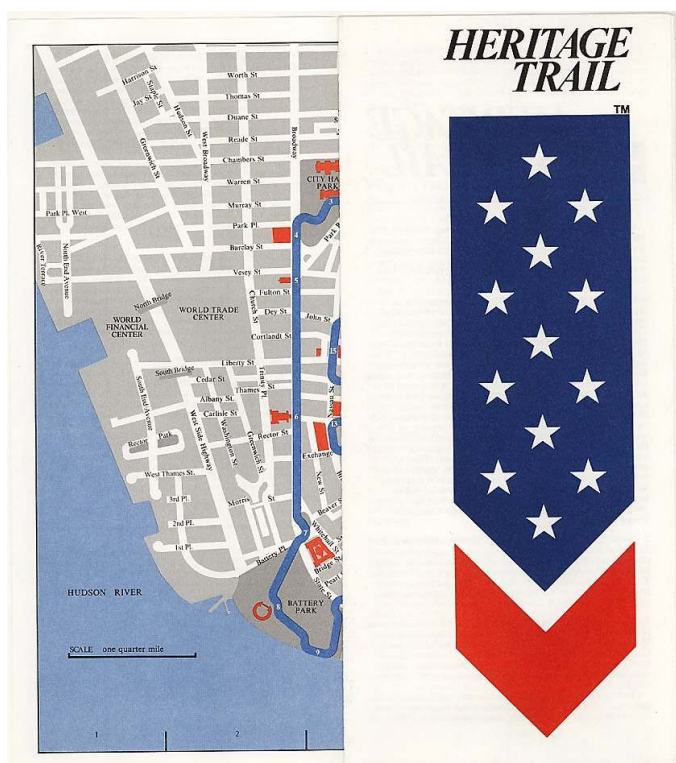 HERITAGE
TRAIL
TM
Harrison St
Staple St
Jay St
Hudson St
Greenwich St
West Broadway
Worth St
Thomas St
Duane St
Reade St
Broadway
Chambers St
Warren St
CITY HA
PARK
3
Murray St
Park Pl. West
Park Pl.
4
Park R
Barclay St
River Terrace
North End Avenue
Vesey St
5
Fulton St
North Bridge
WORLD
FINANCIAL
CENTER
WORLD TRADE
CENTER
Church St
Dey St
John St
Cortlandt St
15
Liberty St
South Bridge
Cedar St
Trinity Pl.
Thames St
Nassau St
South End Avenue
Albany St.
Carlisle St
6
West Side Highway
Washington St.
Greenwich St
Rector St
13
Rector Park
Exchange
West Thames St.
New St
3rd Pl.
Morris St
Beaver S
2nd Pl.
7
Whitehall St
1st Pl.
Battery Pl.
Bridge St
Pearl
State St.
HUDSON RIVER
8
BATTERY
PARK
SCALE one quarter mile
9
1
2